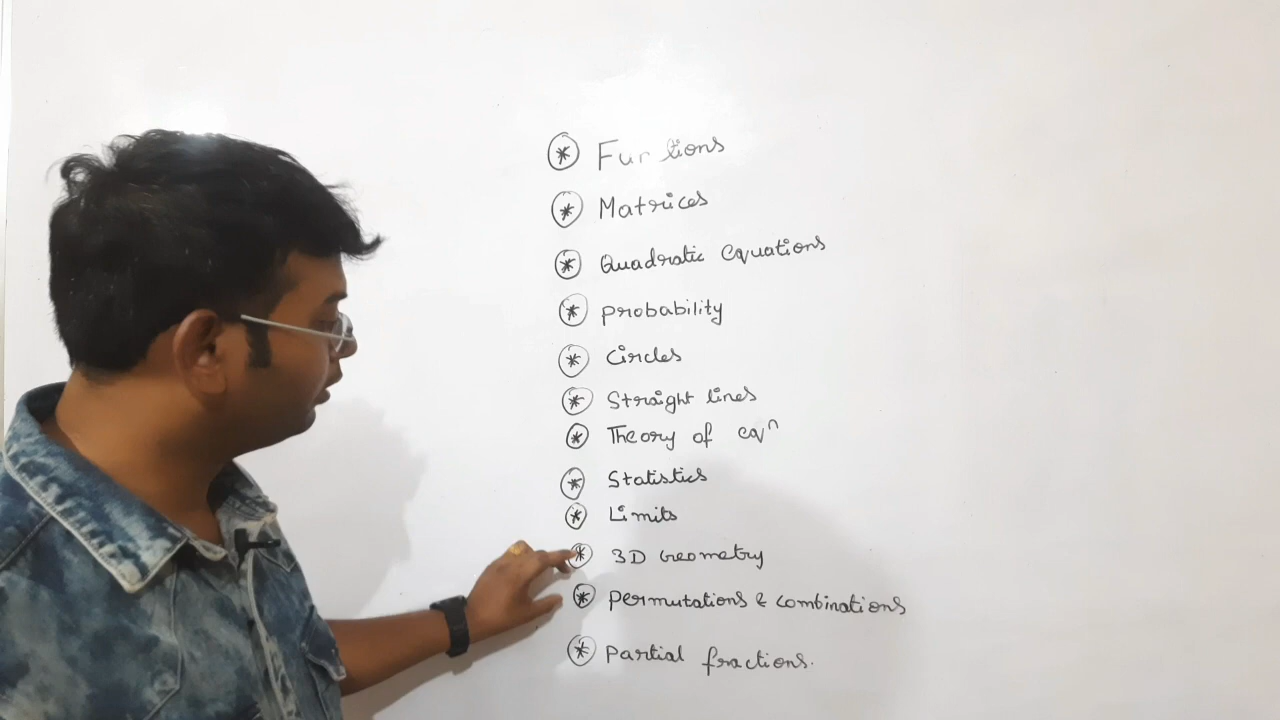 Functions
Matrices
Quadratic equations
probability
Circles
Straight lines
Theory of eqn
Statistics
Limits
3D Geometry
permutations & combinations
partial fractions.